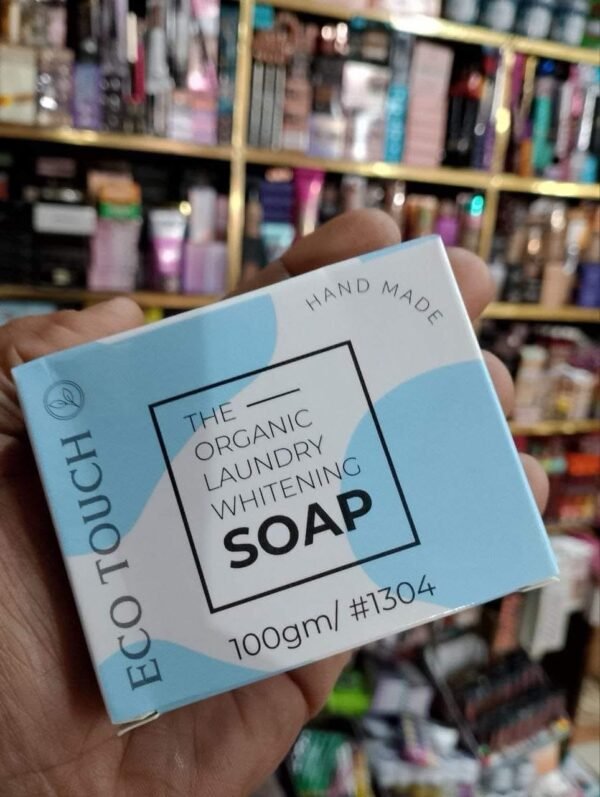 HAND MADE
ECO TOUCH
THE
ORGANIC
LAUNDRY
WHITENING
SOAP
100gm/ #1304